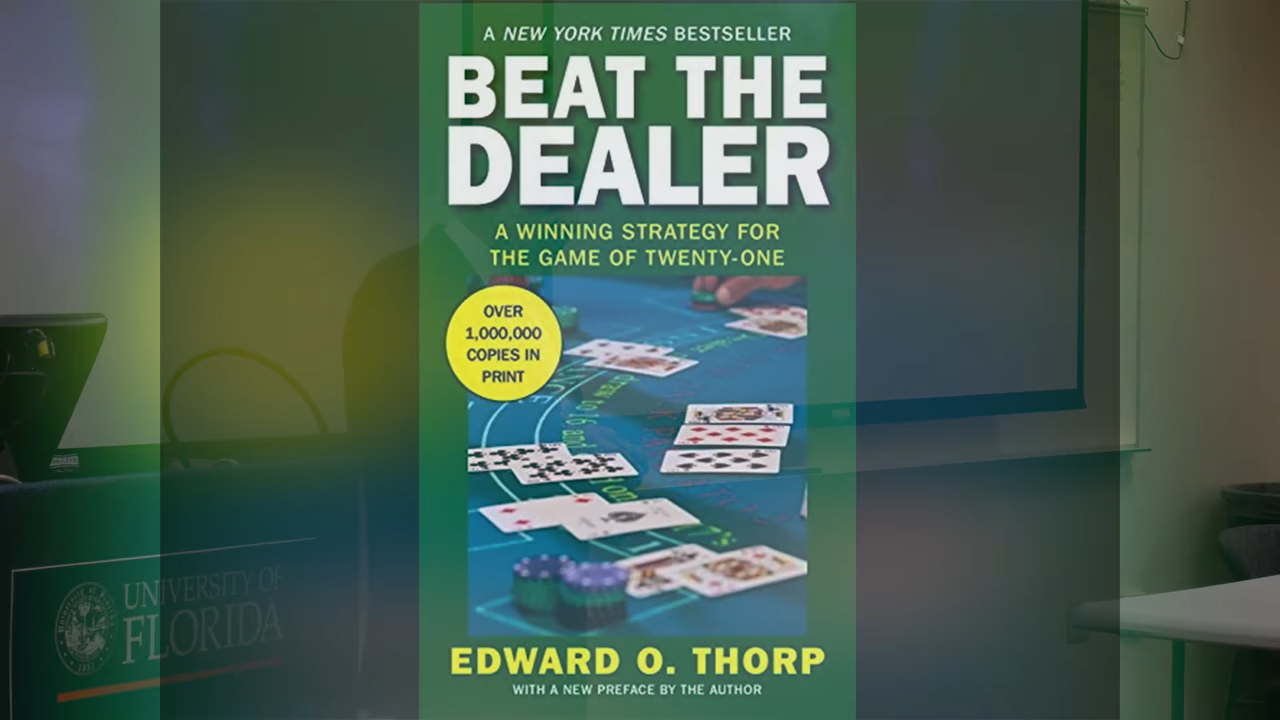 A NEW YORK TIMES BESTSELLER
BEAT THE
DEALER
A WINNING STRATEGY FOR
THE GAME OF TWENTY-ONE
OVER
1,000,000
COPIES IN
PRINT
EDWARD O. THORP
WITH A NEW PREFACE BY THE AUTHOR
UNIVERSITY OF
FLORIDA